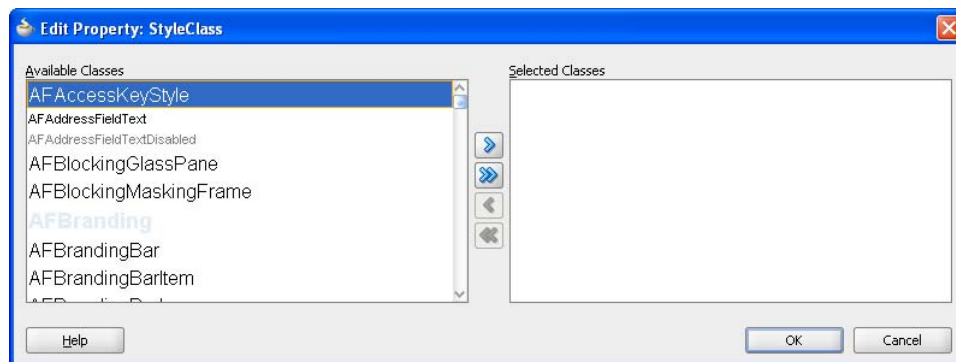 Edit Property: StyleClass
Available Classes
Selected Classes
AFAccessKeyStyle
AFAddressFieldText
AFAddressFieldTextDisabled
AFBlockingGlassPane
AFBlockingMaskingFrame
AFBranding
AFBrandingBar
AFBrandingBarItem
Help
OK
Cancel